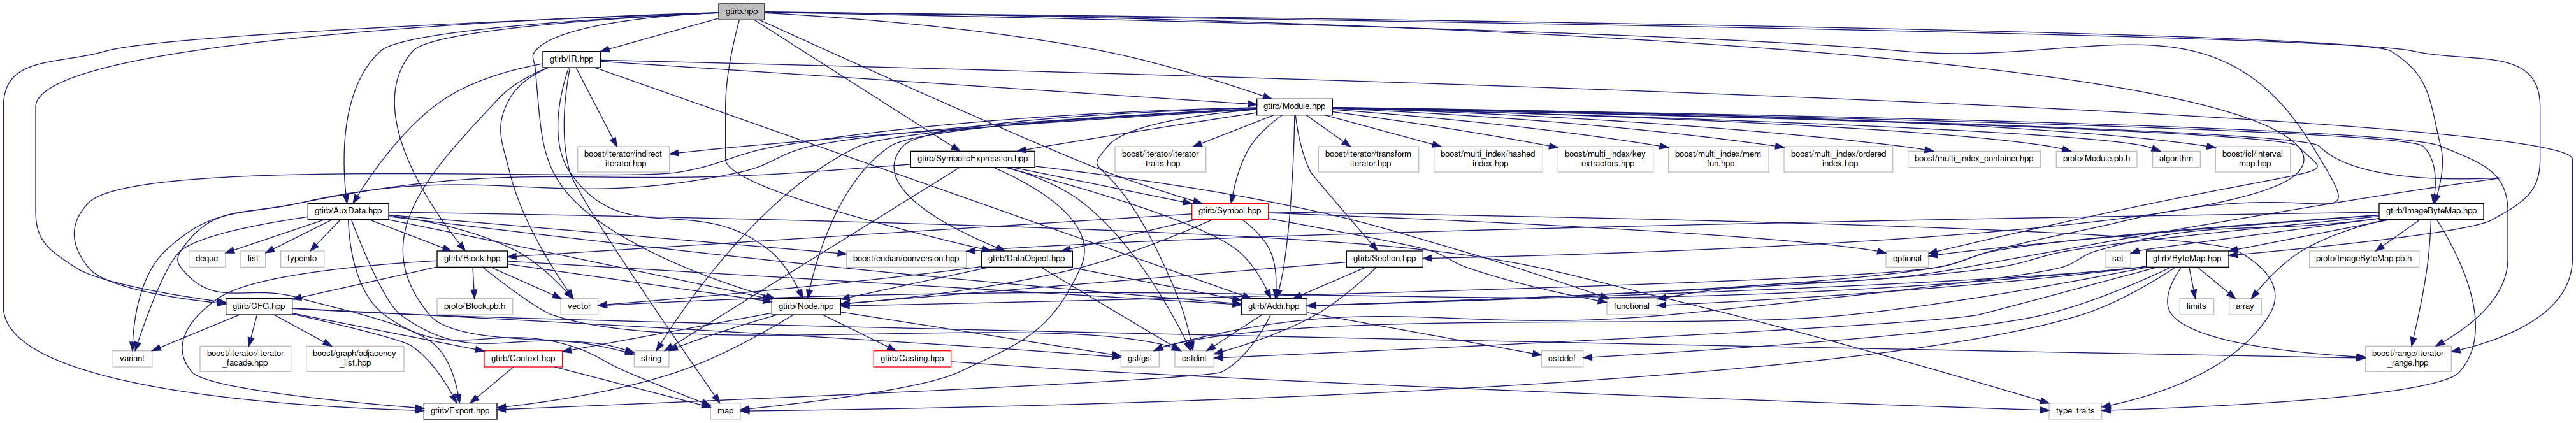 gtirb.hpp
gtirb/IR.hpp
gtirb/Module.hpp
boost/iterator/indirect
_iterator.hpp
gtirb/SymbolicExpression.hpp
boost/iterator/iterator
_traits.hpp
boost/iterator/transform
_iterator.hpp
boost/multi_index/hashed
_index.hpp
boost/multi_index/key
_extractors.hpp
boost/multi_index/mem
_fun.hpp
boost/multi_index/ordered
_index.hpp
boost/multi_index_container.hpp
proto/Module.pb.h
algorithm
boost/icl/interval
_map.hpp
gtirb/AuxData.hpp
gtirb/Symbol.hpp
gtirb/ImageByteMap.hpp
deque
list
typeinfo
gtirb/Block.hpp
boost/endian/conversion.hpp
gtirb/DataObject.hpp
gtirb/Section.hpp
optional
set
gtirb/ByteMap.hpp
proto/ImageByteMap.pb.h
gtirb/CFG.hpp
proto/Block.pb.h
vector
gtirb/Node.hpp
gtirb/Addr.hpp
functional
limits
array
variant
boost/iterator/iterator
_facade.hpp
boost/graph/adjacency
_list.hpp
gtirb/Context.hpp
string
gtirb/Casting.hpp
gsl/gsl
cstdint
cstddef
boost/range/iterator
_range.hpp
gtirb/Export.hpp
map
type_traits